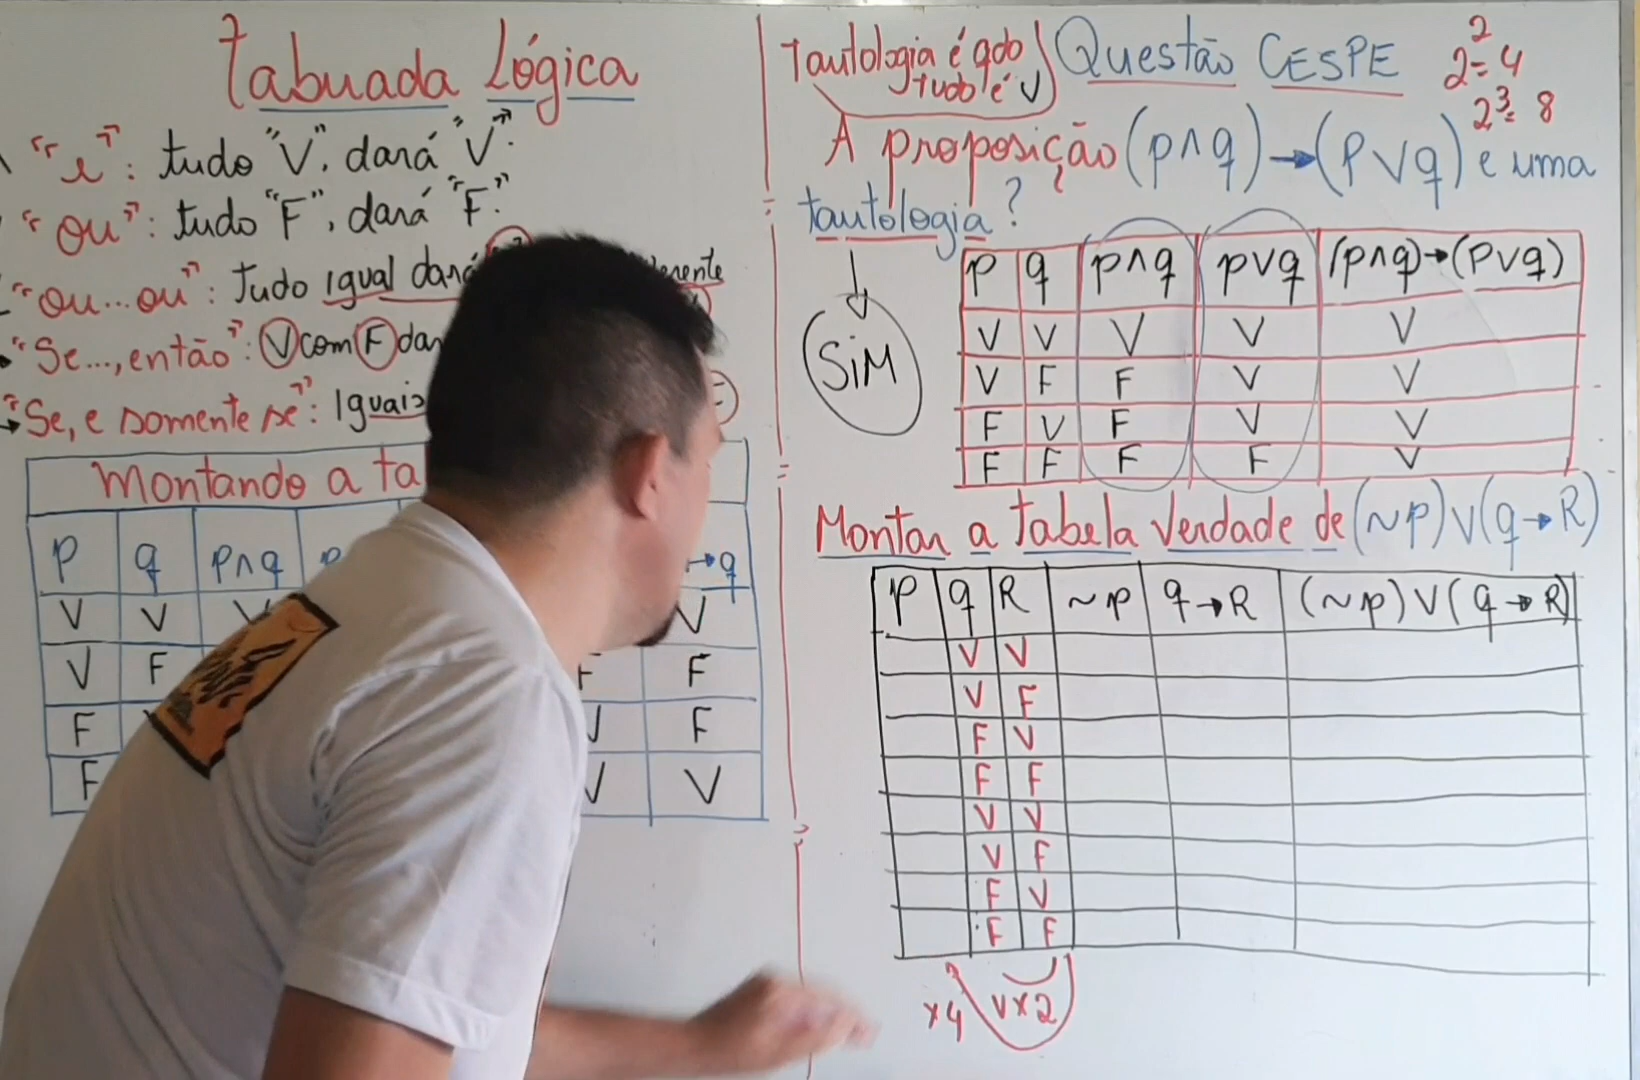 Tabuada Lógica
"e": tudo "V", dará "V".
"ou": tudo "F", dará "F".
"ou...ou": Tudo igual dará
"Se..., então": V com F dar
"Se, e somente se": Iguais
Montando a ta
p q p∧q p →q
V V V V
V F F F
F V F
F V V
Tautologia é qdo
tudo é V
Questão CESPE
2²=4
2³=8
A proposição (p∧q)→(P∨q) é uma
tautologia?
SiM
p q p∧q p∨q (p∧q)→(P∨q)
V V V V V
V F F V V
F V F V V
F F F F V
Montar a tabela verdade de (~p)∨(q→R)
P q R ~p q→R (~p)∨(q→R)
V V
V F
F V
F F
V V
V F
F V
F F
x4 Vx2